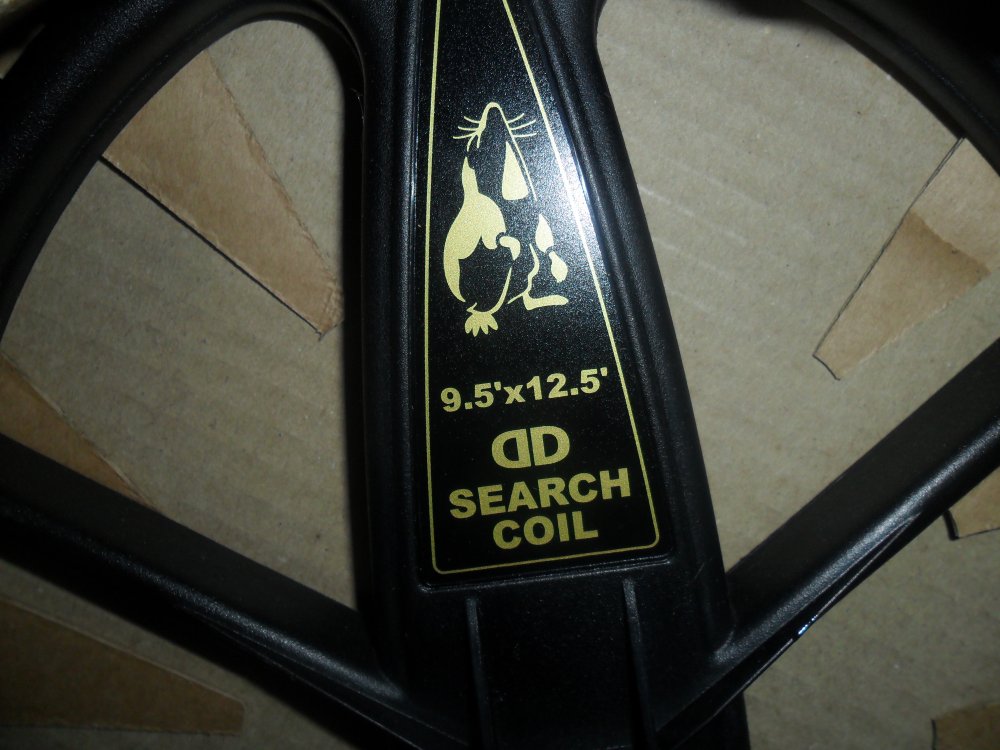 9.5'x12.5'
DD
SEARCH
COIL